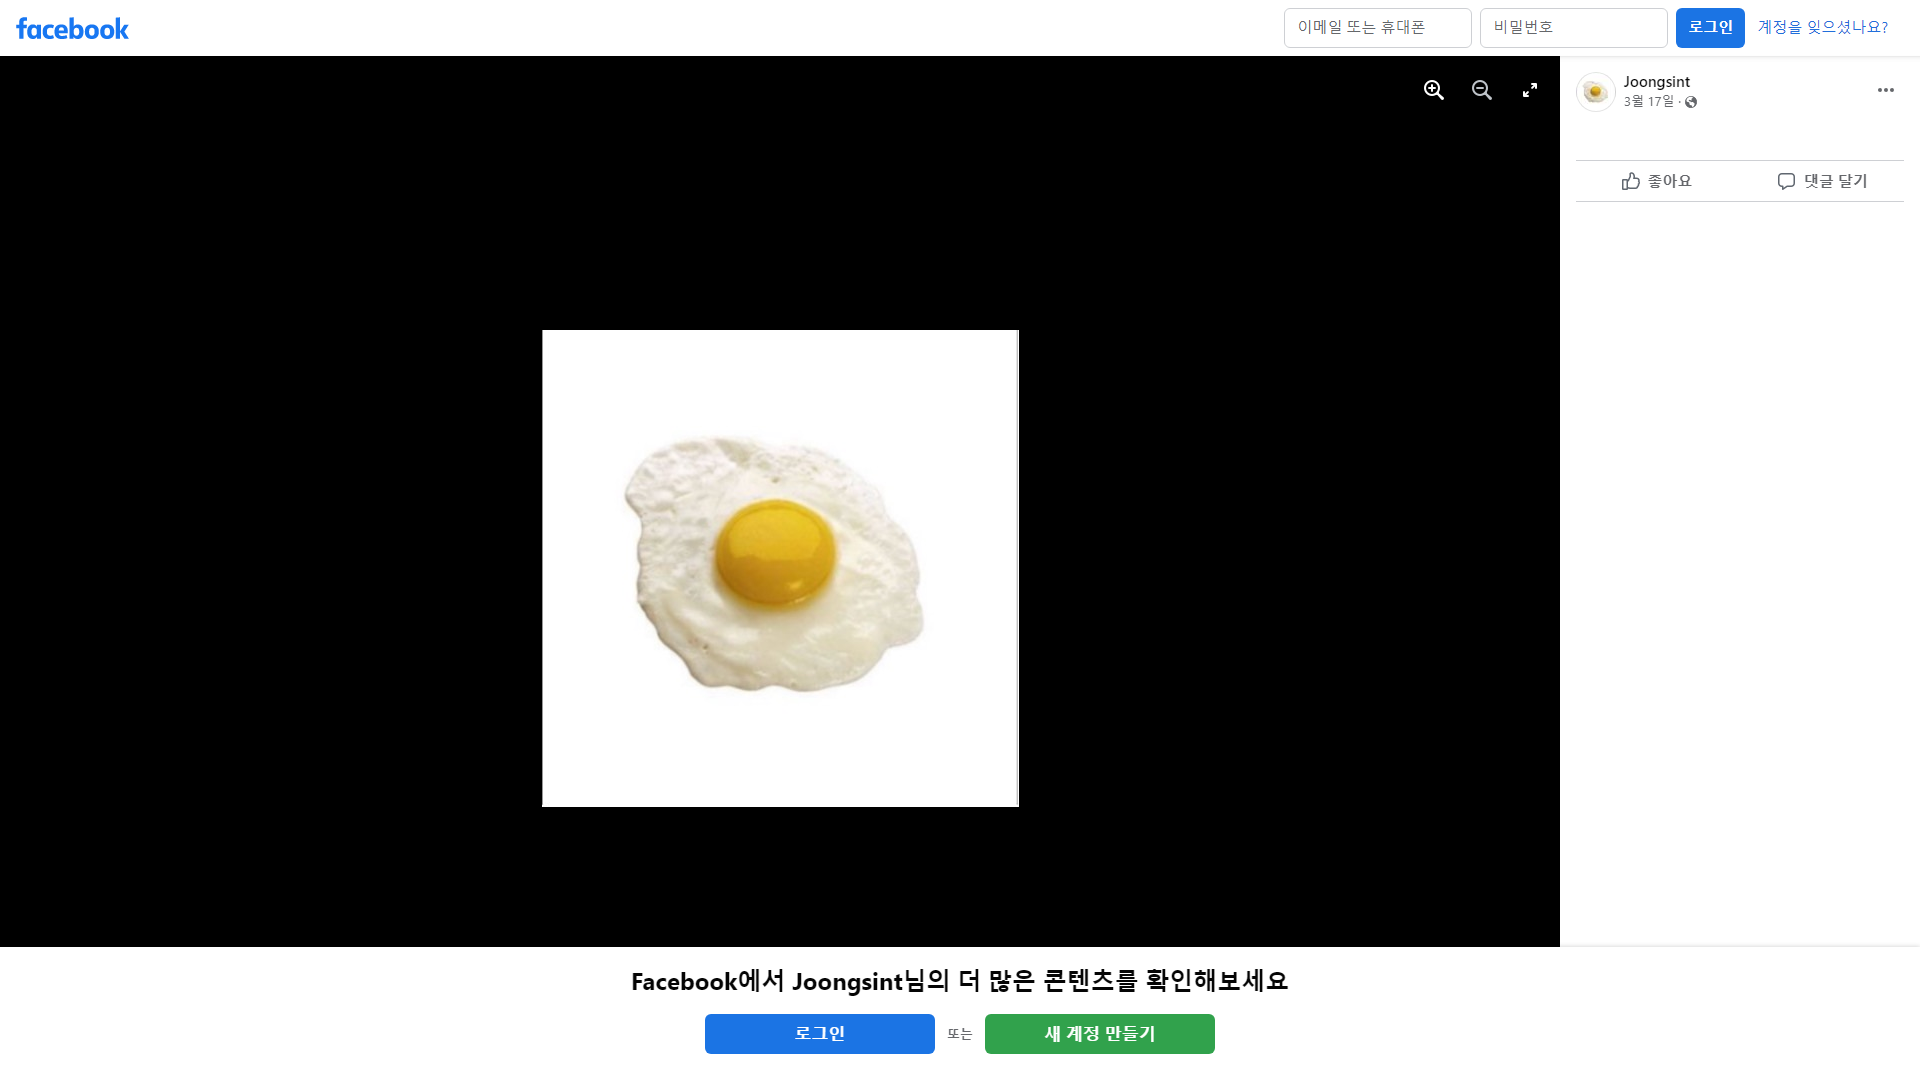 facebook
이메일 또는 휴대폰
비밀번호
로그인
계정을 잊으셨나요?
Joongsint
3월 17일 ·
좋아요
댓글 달기
Facebook에서 Joongsint님의 더 많은 콘텐츠를 확인해보세요
로그인
또는
새 계정 만들기